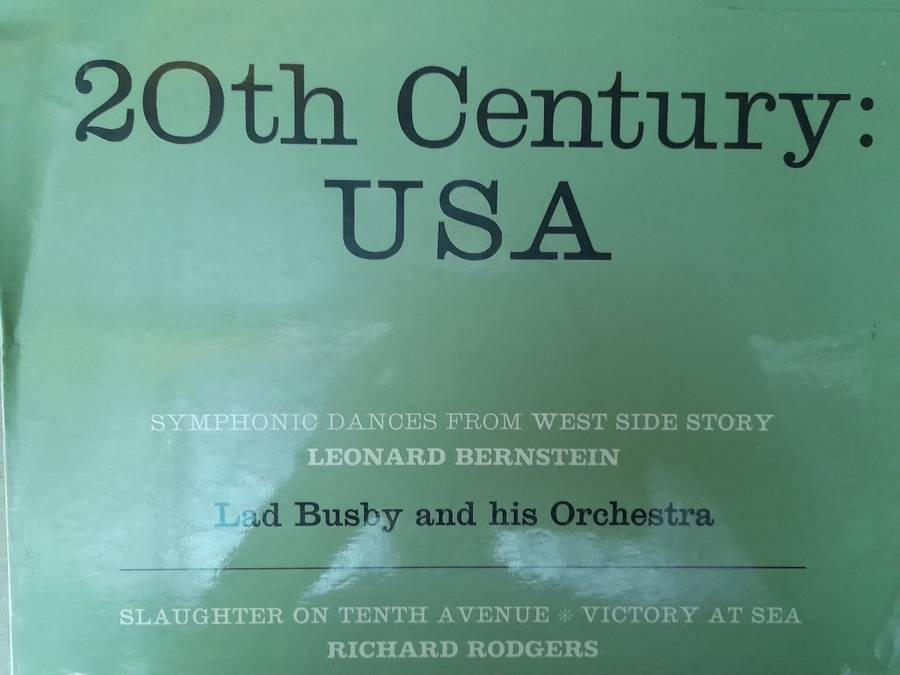 20th Century:
USA
SYMPHONIC DANCES FROM WEST SIDE STORY
LEONARD BERNSTEIN
Lad Busby and his Orchestra
SLAUGHTER ON TENTH AVENUE ✻ VICTORY AT SEA
RICHARD RODGERS